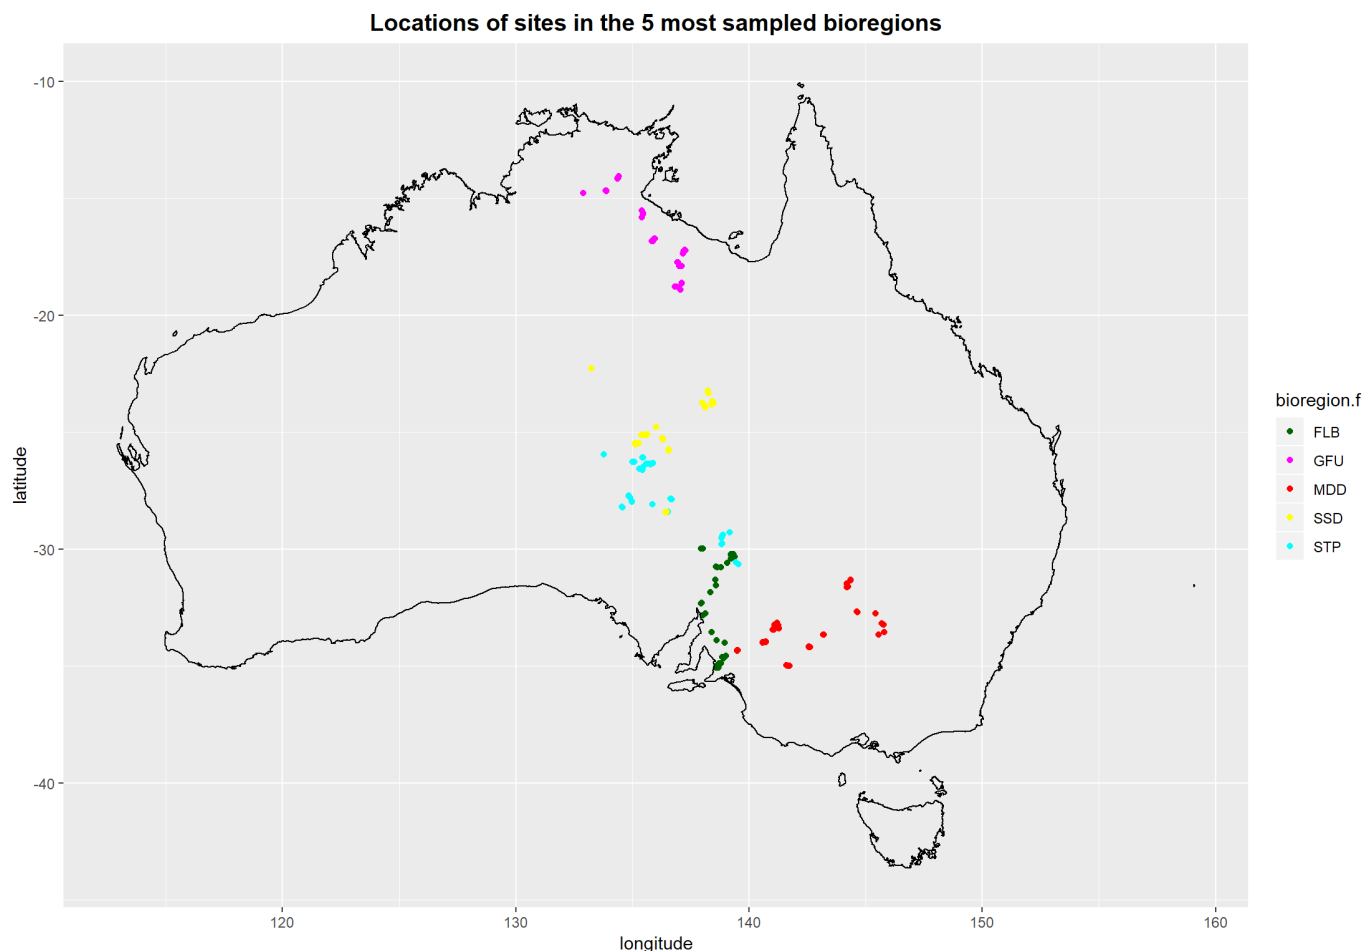 Locations of sites in the 5 most sampled bioregions
-10
-20
-30
-40
latitude
120
130
140
150
160
longitude
bioregion.f
FLB
GFU
MDD
SSD
STP